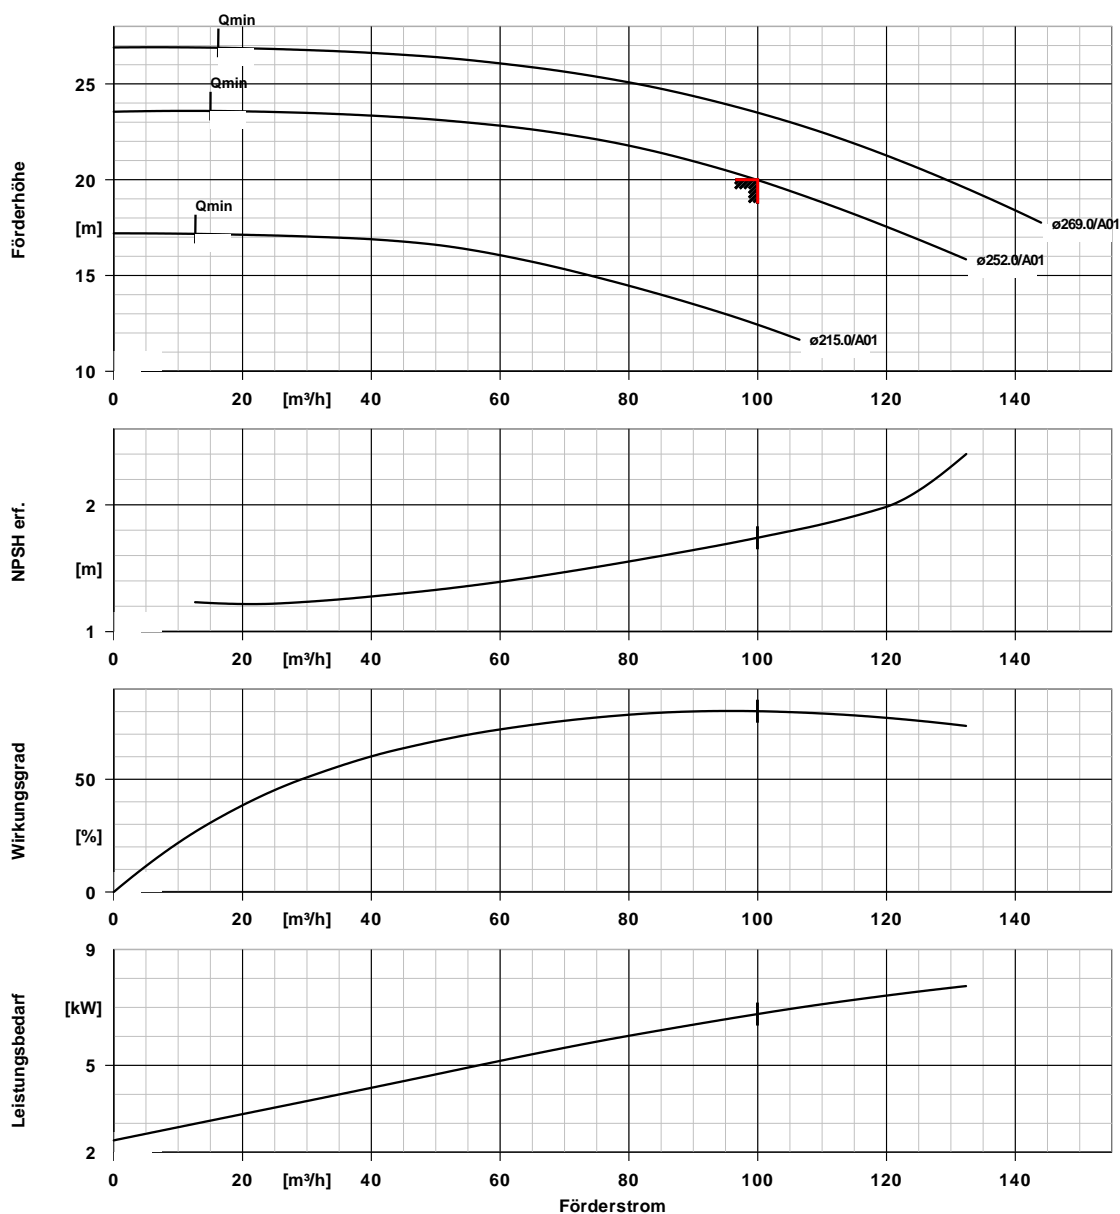 Qmin
25
Qmin
Förderhöhe
20
Qmin
[m]
ø269.0/A01
ø252.0/A01
15
ø215.0/A01
10
0 20 [m³/h] 40 60 80 100 120 140
NPSH erf.
2
[m]
1
0 20 [m³/h] 40 60 80 100 120 140
Wirkungsgrad
50
[%]
0
0 20 [m³/h] 40 60 80 100 120 140
Leistungsbedarf
9
[kW]
5
2
0 20 [m³/h] 40 60 80 100 120 140
Förderstrom